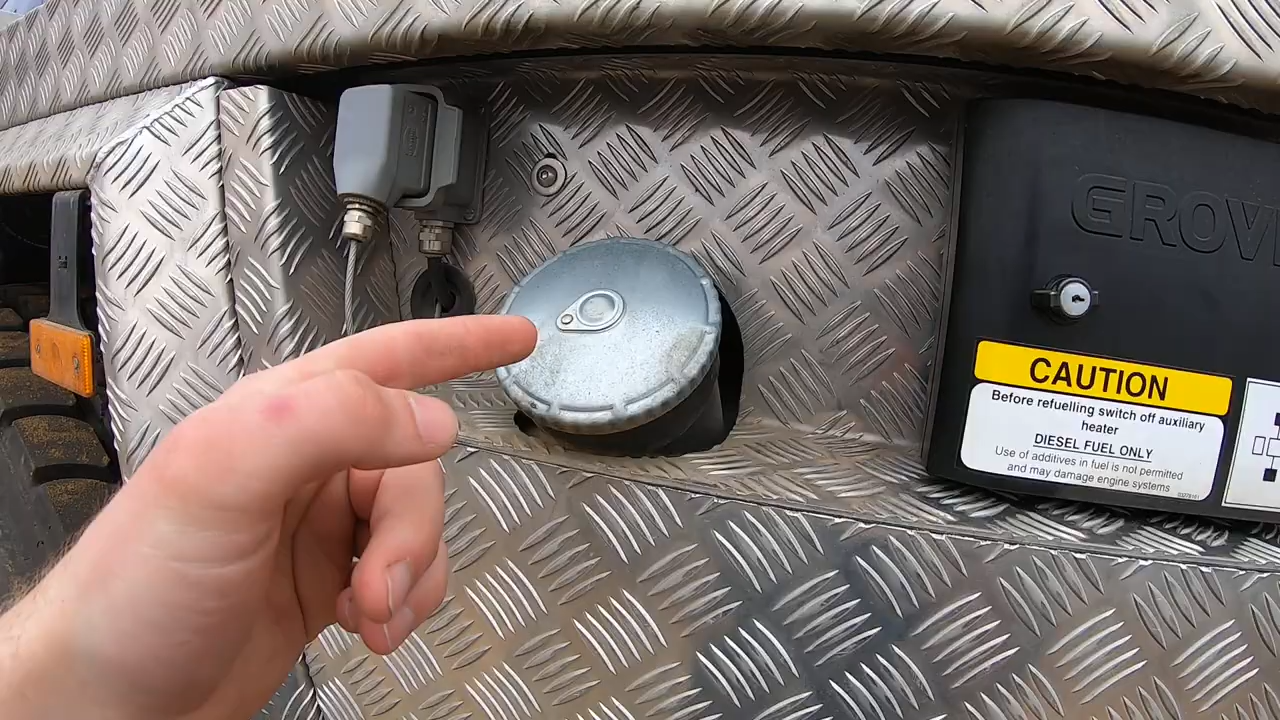 GROV
CAUTION
Before refuelling switch off auxiliary
heater
DIESEL FUEL ONLY
Use of additives in fuel is not permitted
and may damage engine systems